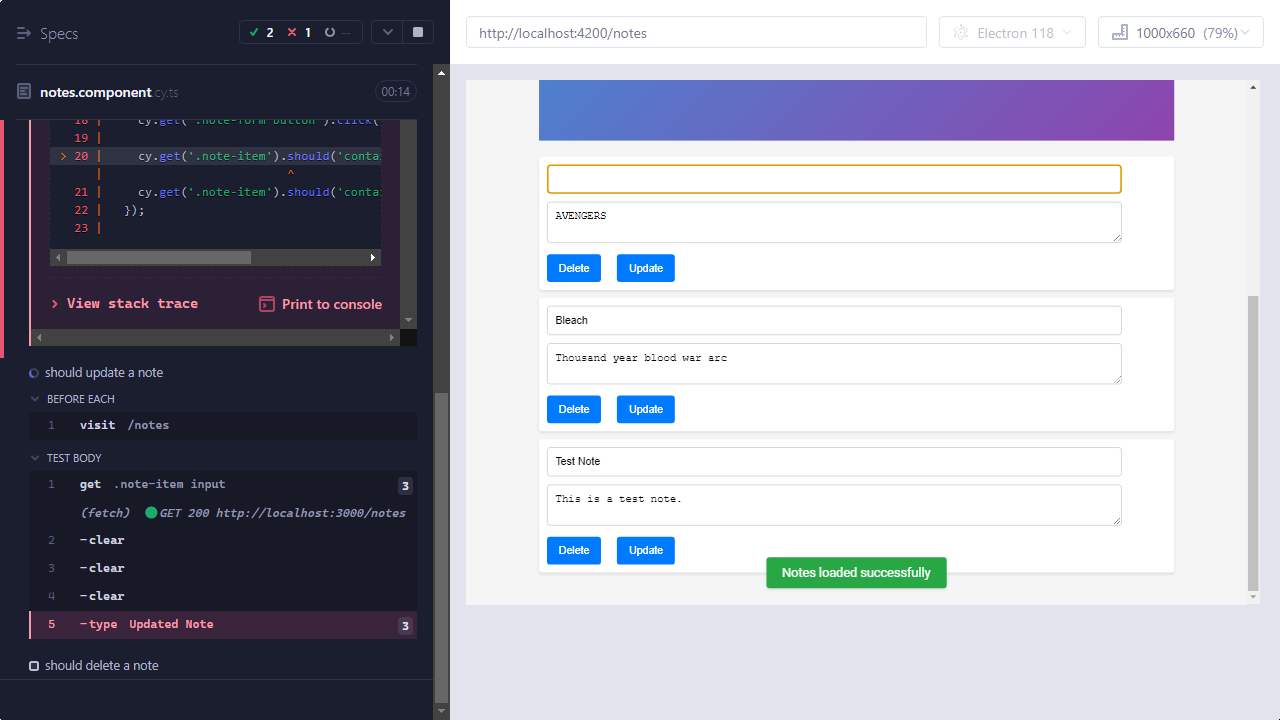 Specs
2
1
--
notes.component.cy.ts
00:14
18 | cy.get('.note-form button').click(
19 |
> 20 | cy.get('.note-item').should('conta
| ^
21 | cy.get('.note-item').should('conta
22 | });
23 |
View stack trace
Print to console
should update a note
BEFORE EACH
1 visit /notes
TEST BODY
1 get .note-item input 3
(fetch) GET 200 http://localhost:3000/notes
2 -clear
3 -clear
4 -clear
5 -type Updated Note 3
should delete a note
http://localhost:4200/notes
Electron 118
1000x660 (79%)
AVENGERS
Delete
Update
Bleach
Thousand year blood war arc
Delete
Update
Test Note
This is a test note.
Delete
Update
Notes loaded successfully